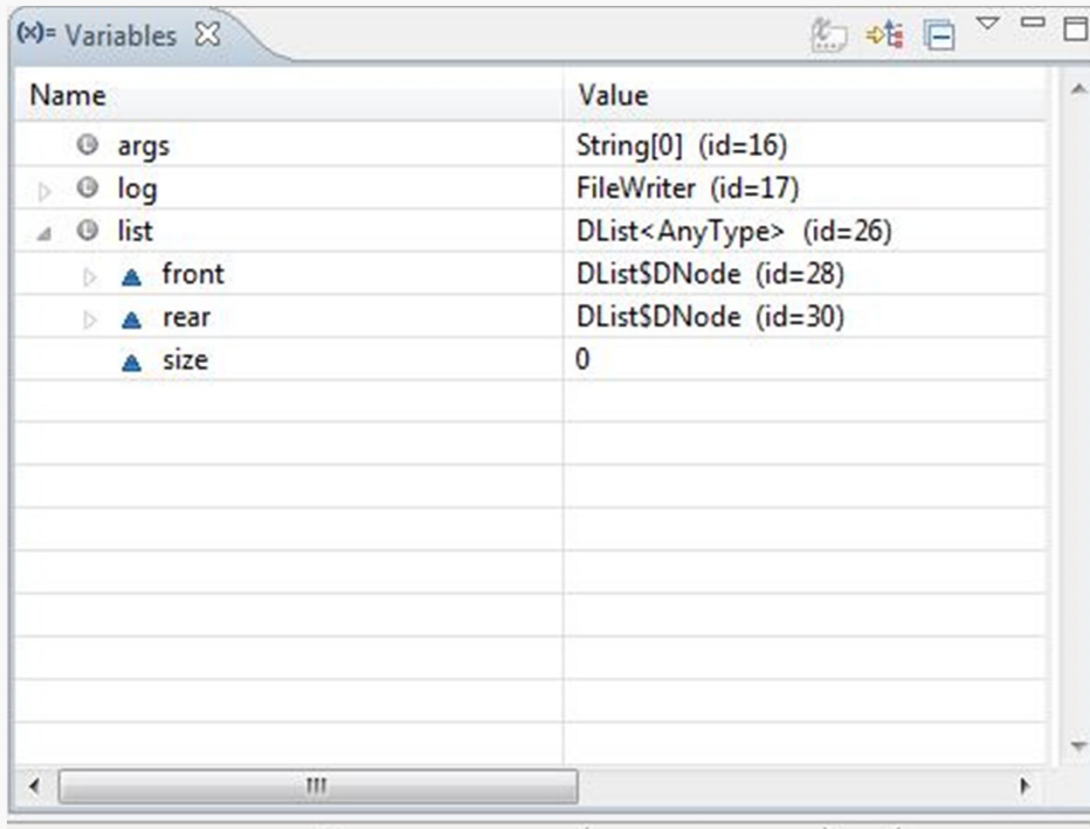 (x)= Variables
Name Value
args String[0] (id=16)
log FileWriter (id=17)
list DList<AnyType> (id=26)
front DList$DNode (id=28)
rear DList$DNode (id=30)
size 0